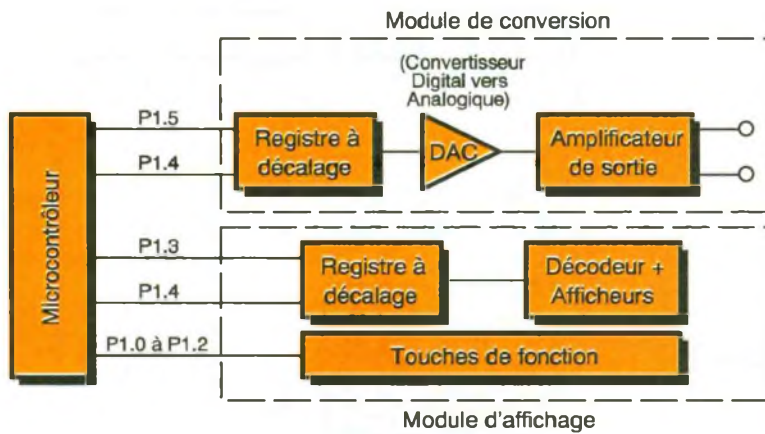 Module de conversion
(Convertisseur
Digital vers
Analogique)
Microcontrôleur
P1.5
P1.4
Registre à
décalage
DAC
Amplificateur
de sortie
P1.3
P1.4
Registre à
décalage
Décodeur +
Afficheurs
P1.0 à P1.2
Touches de fonction
Module d'affichage